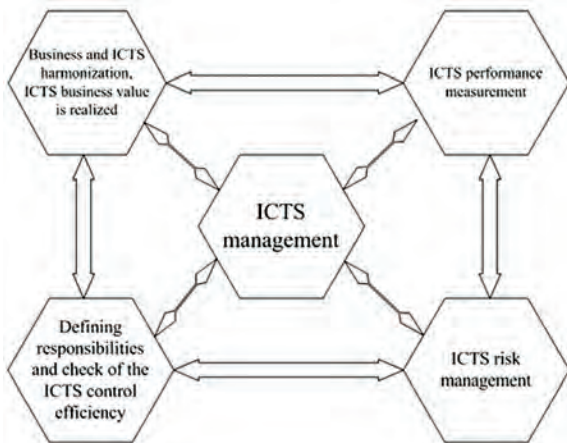 Business and ICTS
harmonization,
ICTS business value
is realized
ICTS performance
measurement
ICTS
management
Defining
responsibilities
and check of the
ICTS control
efficiency
ICTS risk
management